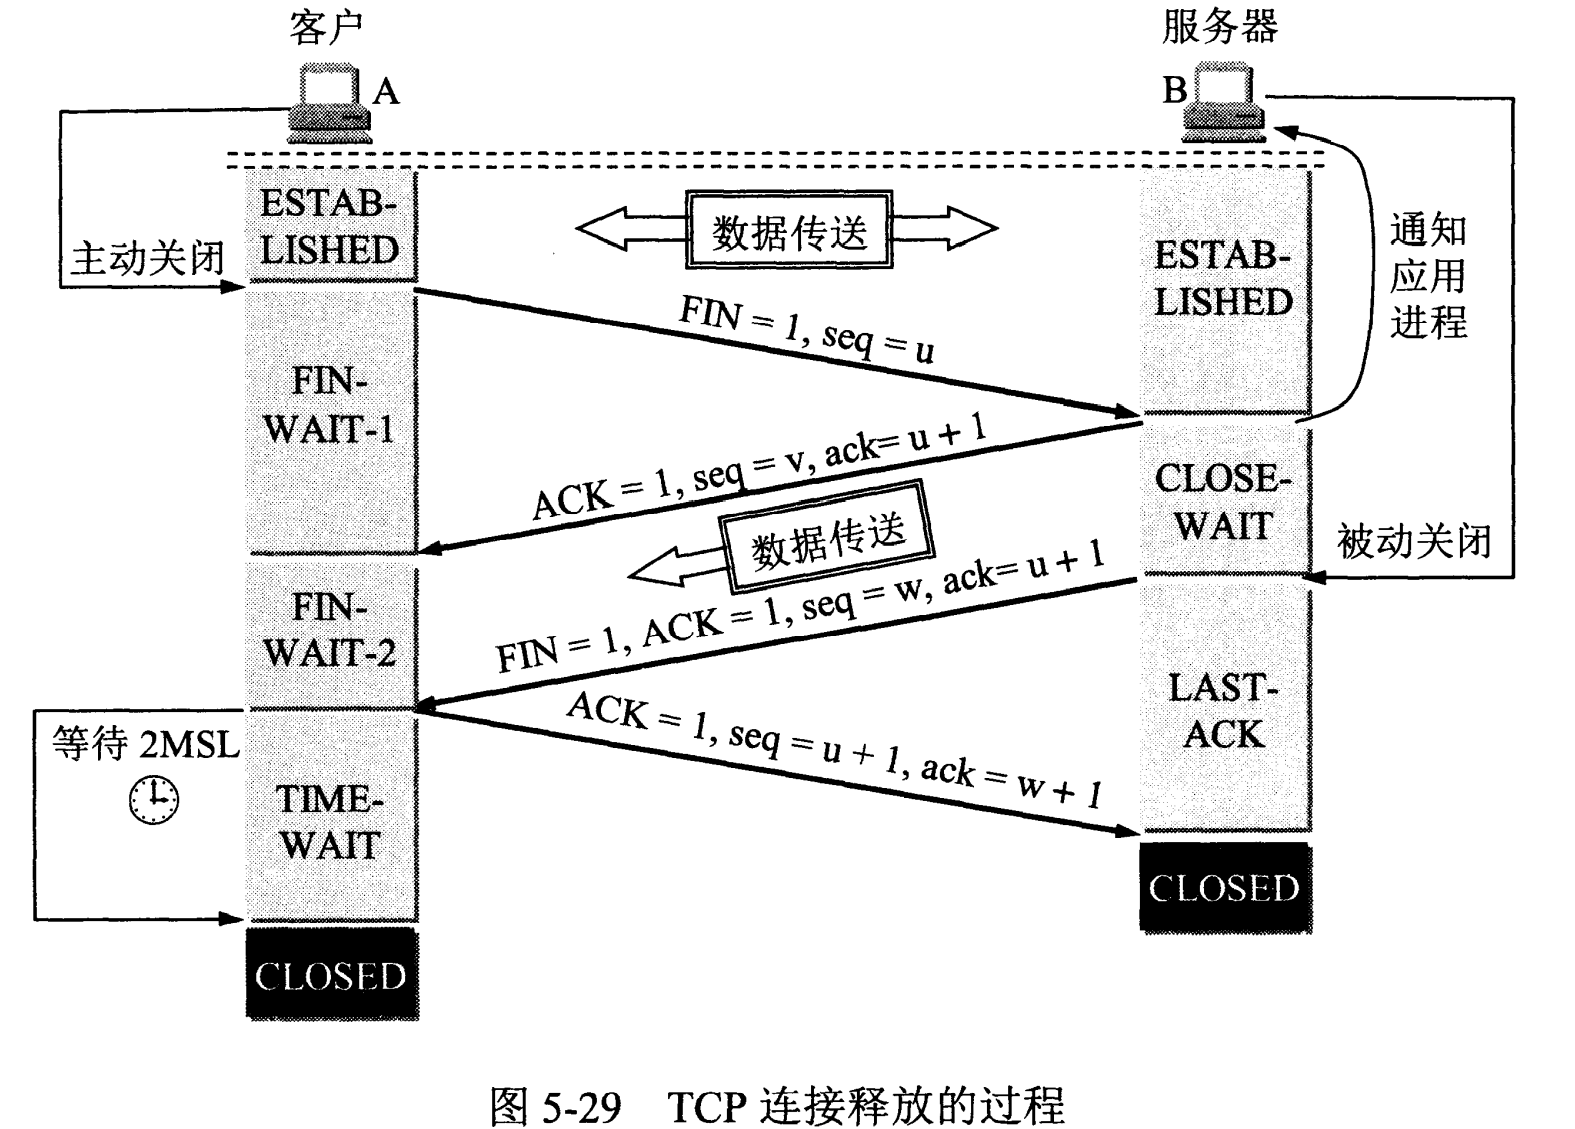 客户
服务器
A
B
ESTAB-
LISHED
数据传送
ESTAB-
LISHED
通知
应用
进程
主动关闭
FIN = 1, seq = u
FIN-
WAIT-1
ACK = 1, seq = v, ack= u + 1
CLOSE-
WAIT
数据传送
被动关闭
FIN-
WAIT-2
FIN = 1, ACK = 1, seq = w, ack= u + 1
LAST-
ACK
ACK = 1, seq = u + 1, ack = w + 1
等待 2MSL
TIME-
WAIT
CLOSED
CLOSED
图 5-29 TCP 连接释放的过程